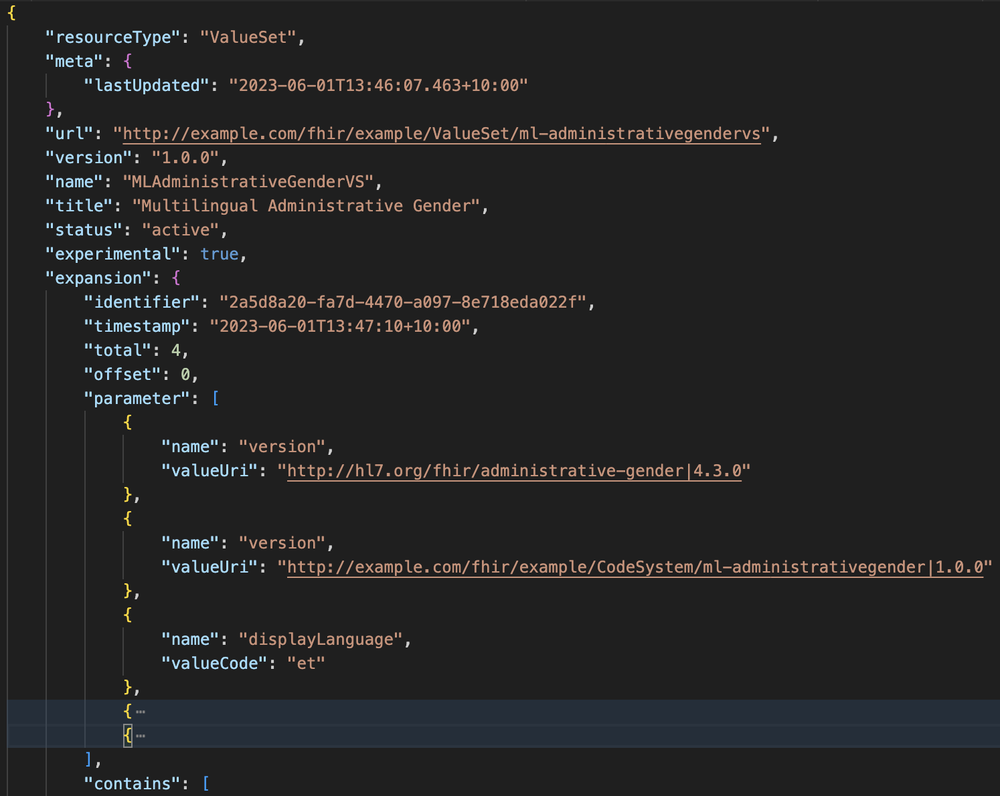 {
"resourceType": "ValueSet",
"meta": {
"lastUpdated": "2023-06-01T13:46:07.463+10:00"
},
"url": "http://example.com/fhir/example/ValueSet/ml-administrativegendervs",
"version": "1.0.0",
"name": "MLAdministrativeGenderVS",
"title": "Multilingual Administrative Gender",
"status": "active",
"experimental": true,
"expansion": {
"identifier": "2a5d8a20-fa7d-4470-a097-8e718eda022f",
"timestamp": "2023-06-01T13:47:10+10:00",
"total": 4,
"offset": 0,
"parameter": [
{
"name": "version",
"valueUri": "http://hl7.org/fhir/administrative-gender|4.3.0"
},
{
"name": "version",
"valueUri": "http://example.com/fhir/example/CodeSystem/ml-administrativegender|1.0.0"
},
{
"name": "displayLanguage",
"valueCode": "et"
},
{ ⋯
{ ⋯
],
"contains": [